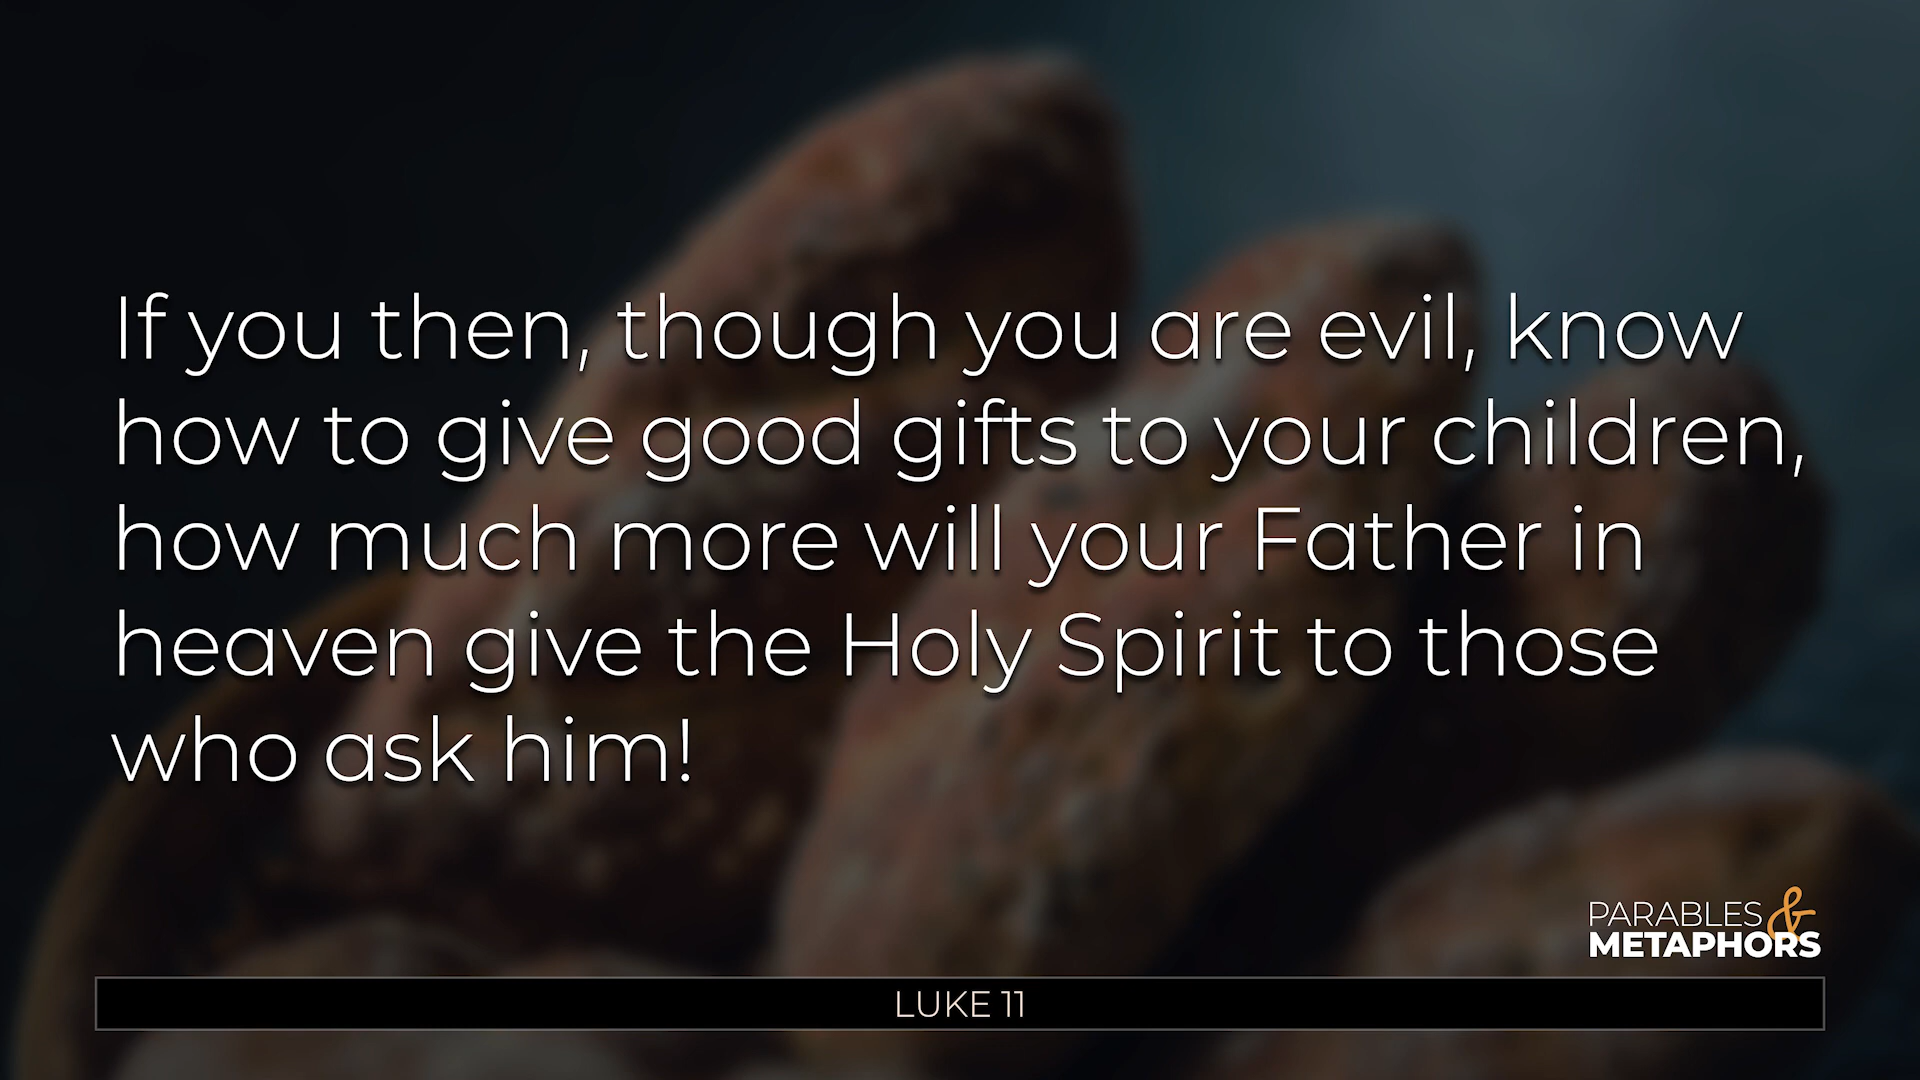 If you then, though you are evil, know
how to give good gifts to your children,
how much more will your Father in
heaven give the Holy Spirit to those
who ask him!
PARABLES &
METAPHORS
LUKE 11